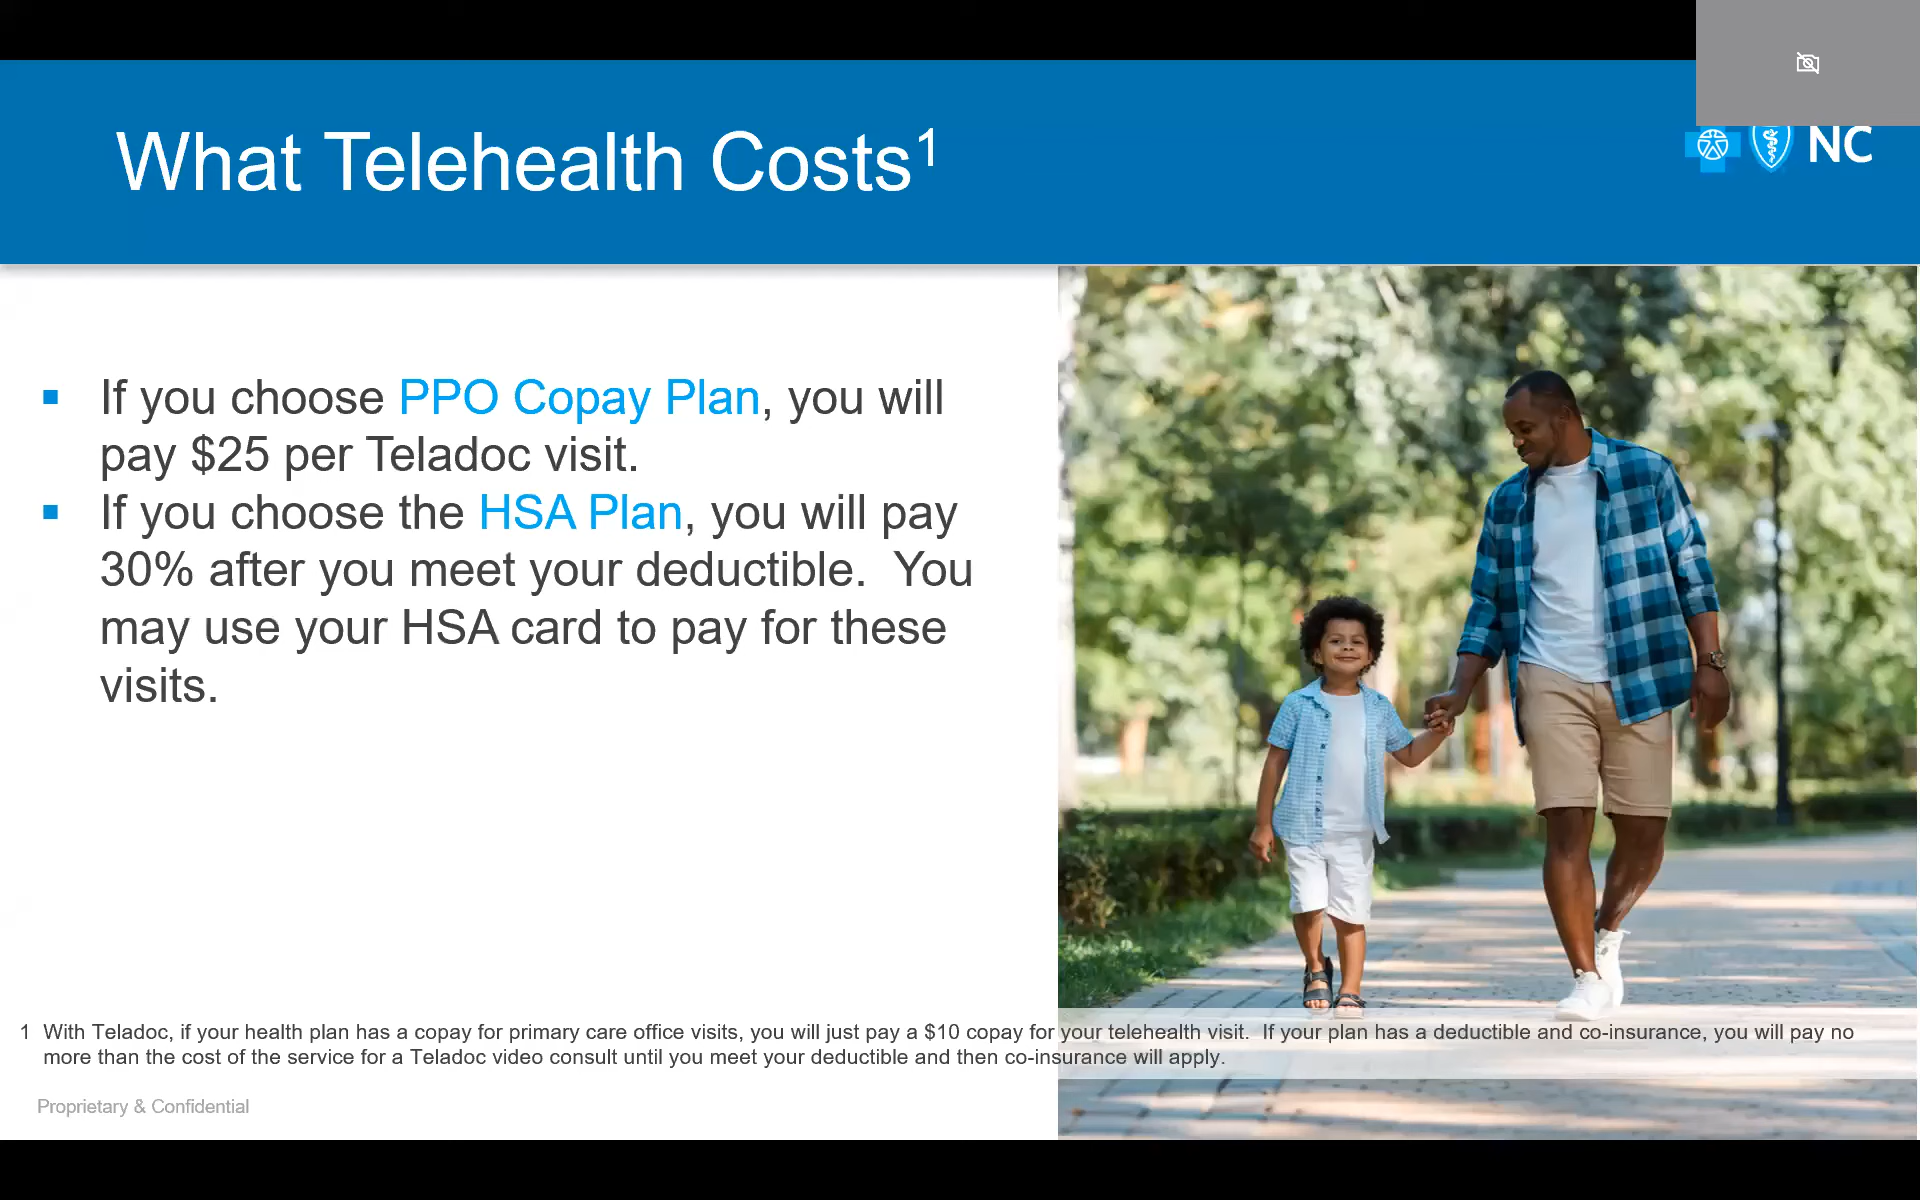 What Telehealth Costs1
NC
If you choose PPO Copay Plan, you will
pay $25 per Teladoc visit.
If you choose the HSA Plan, you will pay
30% after you meet your deductible. You
may use your HSA card to pay for these
visits.
1 With Teladoc, if your health plan has a copay for primary care office visits, you will just pay a $10 copay for your telehealth visit. If your plan has a deductible and co-insurance, you will pay no
more than the cost of the service for a Teladoc video consult until you meet your deductible and then co-insurance will apply.
Proprietary & Confidential